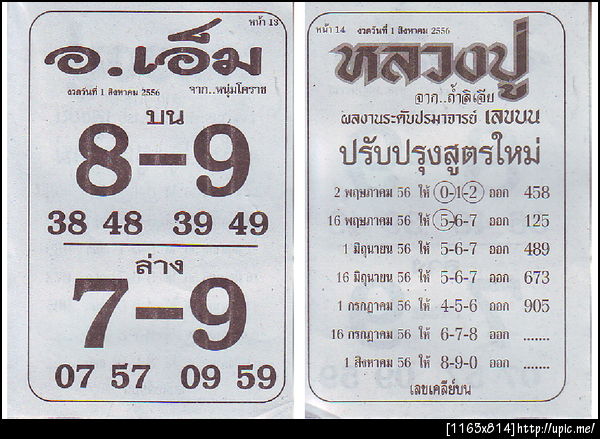 หน้า 13
อ.เอ็ม
งวดวันที่ 1 สิงหาคม 2556
จาก..หนุ่มโคราช
บน
8-9
38 48 39 49
ล่าง
7-9
07 57 09 59
หน้า 14 งวดวันที่ 1 สิงหาคม 2556
หลวงปู่
จาก..ถ้ำลิเจีย
ผลงานระดับปรมาจารย์ เลขบน
ปรับปรุงสูตรใหม่
2 พฤษภาคม 56 ให้ 0-1-2 ออก 458
16 พฤษภาคม 56 ให้ 5-6-7 ออก 125
1 มิถุนายน 56 ให้ 5-6-7 ออก 489
16 มิถุนายน 56 ให้ 5-6-7 ออก 673
1 กรกฎาคม 56 ให้ 4-5-6 ออก 905
16 กรกฎาคม 56 ให้ 6-7-8 ออก .......
1 สิงหาคม 56 ให้ 8-9-0 ออก .......
เลขเคลีย์บน
[1163x814]http://upic.me/